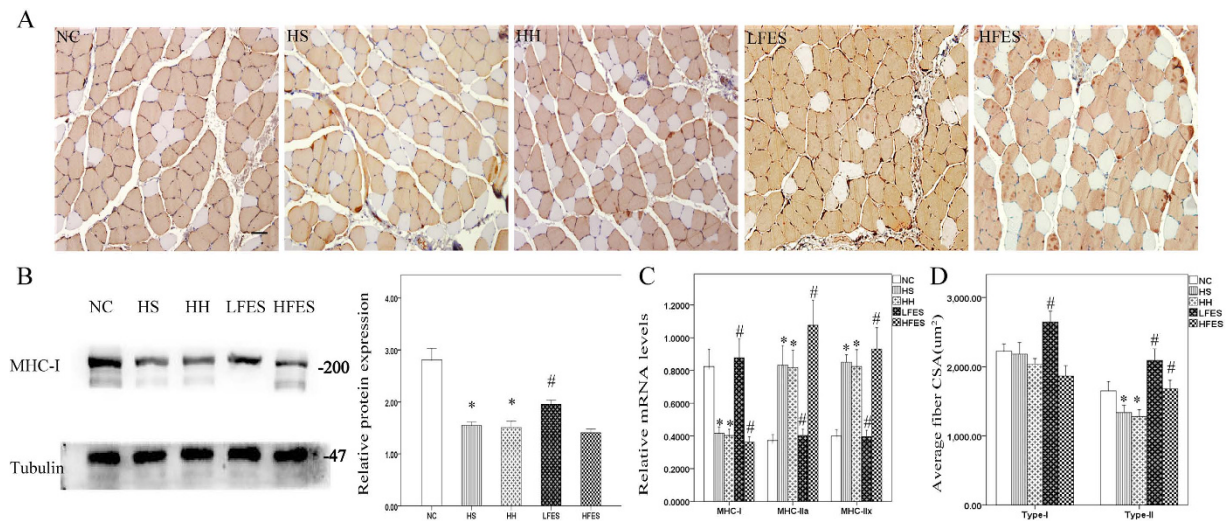 A
NC
HS
HH
LFES
HFES
B
NC HS HH LFES HFES
MHC-I
-200
Tubulin
-47
Relative protein expression
4.00
3.00
2.00
1.00
.00
*
*
#
NC HS HH LFES HFES
C
Relative mRNA levels
1.2000
1.0000
0.8000
0.6000
0.4000
0.2000
0.0000
* *
#
#
* *
#
#
* *
#
#
MHC-I MHC-IIa MHC-IIx
NC
HS
HH
LFES
HFES
D
Average fiber CSA(um²)
3,000.00
2,000.00
1,000.00
.00
#
* *
#
#
Type-I Type-II
NC
HS
HH
LFES
HFES